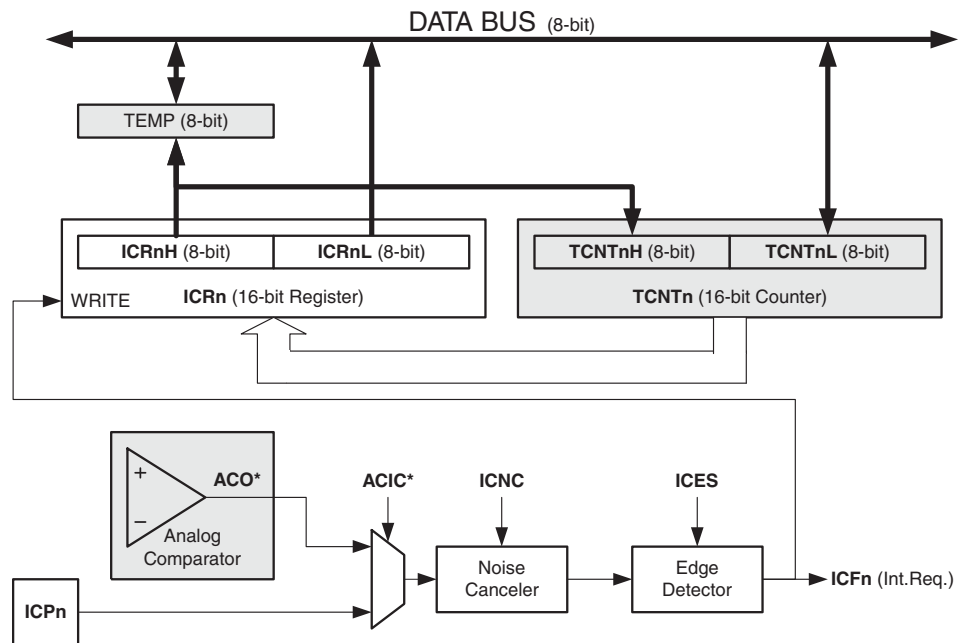 DATA BUS (8-bit)
TEMP (8-bit)
ICRnH (8-bit)
ICRnL (8-bit)
TCNTnH (8-bit)
TCNTnL (8-bit)
WRITE
ICRn (16-bit Register)
TCNTn (16-bit Counter)
+
−
ACO*
Analog
Comparator
ACIC*
ICNC
ICES
Noise
Canceler
Edge
Detector
ICFn (Int.Req.)
ICPn